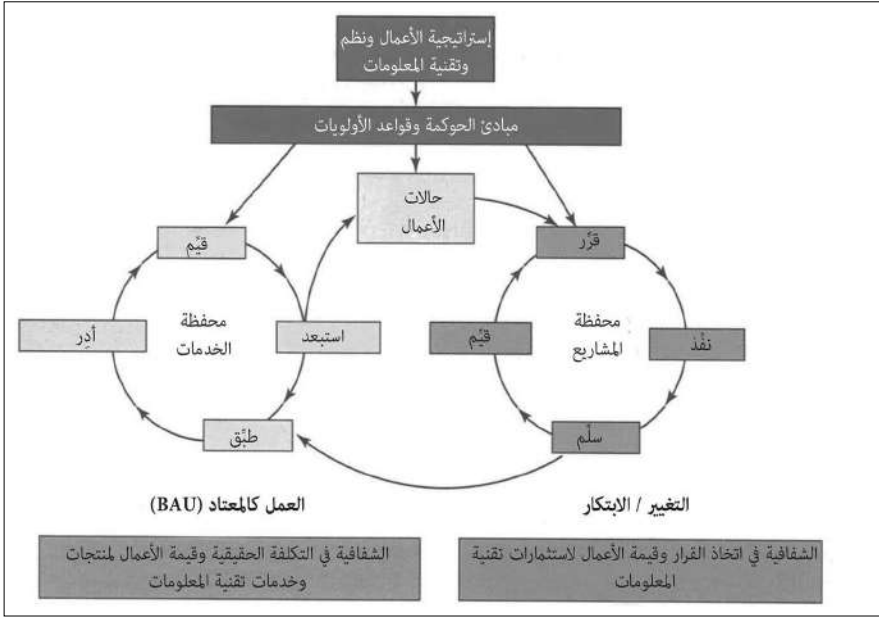 إستراتيجية الأعمال ونظم
وتقنية المعلومات
مبادئ الحوكمة وقواعد الأولويات
حالات
الأعمال
قيِّم
استبعد
طبِّق
أدِر
محفظة
الخدمات
قرِّر
نفِّذ
سلِّم
قيِّم
محفظة
المشاريع
التغيير / الابتكار
العمل كالمعتاد (BAU)
الشفافية في اتخاذ القرار وقيمة الأعمال لاستثمارات تقنية
المعلومات
الشفافية في التكلفة الحقيقية وقيمة الأعمال لمنتجات
وخدمات تقنية المعلومات